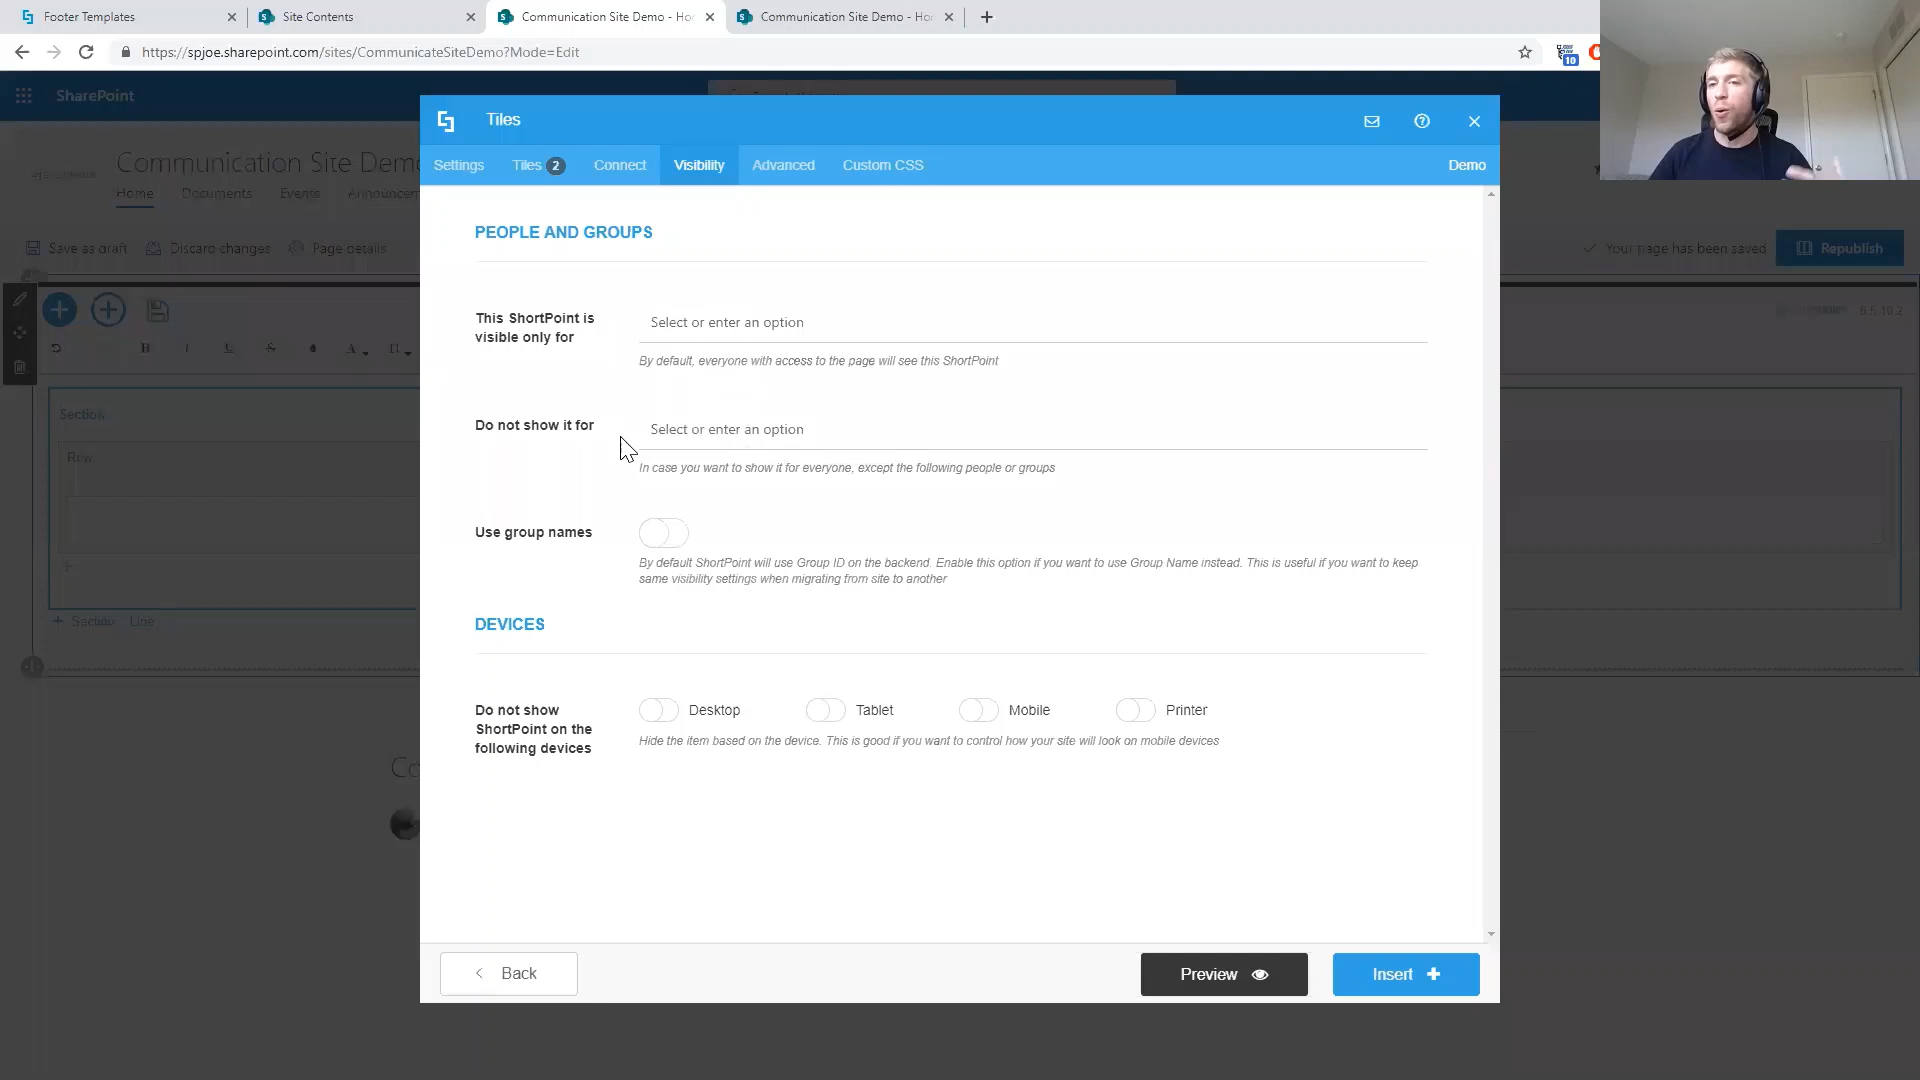 Footer Templates
Site Contents
Communication Site Demo - Ho
Communication Site Demo - Ho
https://spjoe.sharepoint.com/sites/CommunicateSiteDemo?Mode=Edit
10
SharePoint
Tiles
Settings
Tiles 2
Connect
Visibility
Advanced
Custom CSS
Demo
Communication Site Demo
Home
Documents
Events
Announcem
Save as draft
Discard changes
Page details
Your page has been saved
Republish
6.5.10.2
PEOPLE AND GROUPS
This ShortPoint is
visible only for
Select or enter an option
By default, everyone with access to the page will see this ShortPoint
Section
Row
Do not show it for
Select or enter an option
In case you want to show it for everyone, except the following people or groups
Use group names
By default ShortPoint will use Group ID on the backend. Enable this option if you want to use Group Name instead. This is useful if you want to keep
same visibility settings when migrating from site to another
+ Section Line
DEVICES
Do not show
ShortPoint on the
following devices
Desktop
Tablet
Mobile
Printer
Hide the item based on the device. This is good if you want to control how your site will look on mobile devices
Co
Back
Preview
Insert